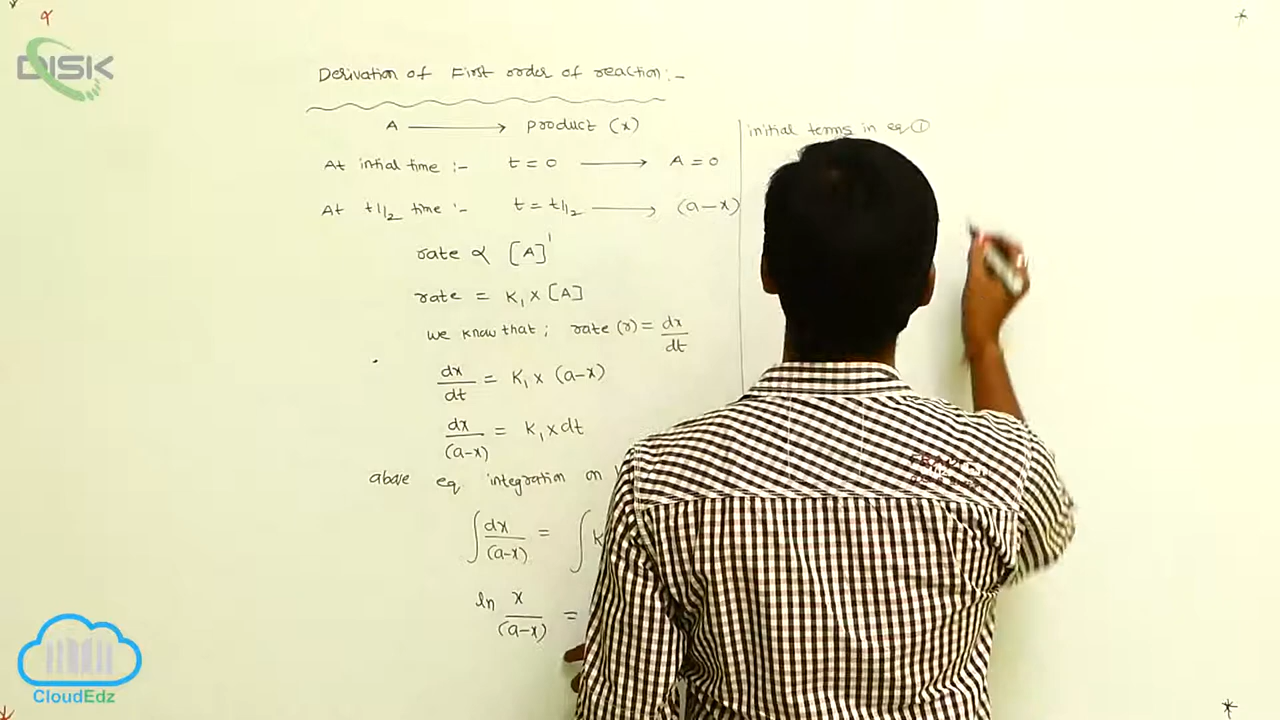 DISK
Derivation of First order of reaction:-
A ⟶ product (x)
At intial time :- t = 0 ⟶ A = 0
At t1/2 time :- t = t1/2 ⟶ (a-x)
rate ∝ [A]¹
rate = K₁ x [A]
we know that; rate (r) = dx/dt
dx/dt = K₁ x (a-x)
dx/(a-x) = K₁ x dt
above eq integration on
∫ dx/(a-x) = ∫ K
ln x/(a-x) =
initial terms in eq ①
CloudEdz